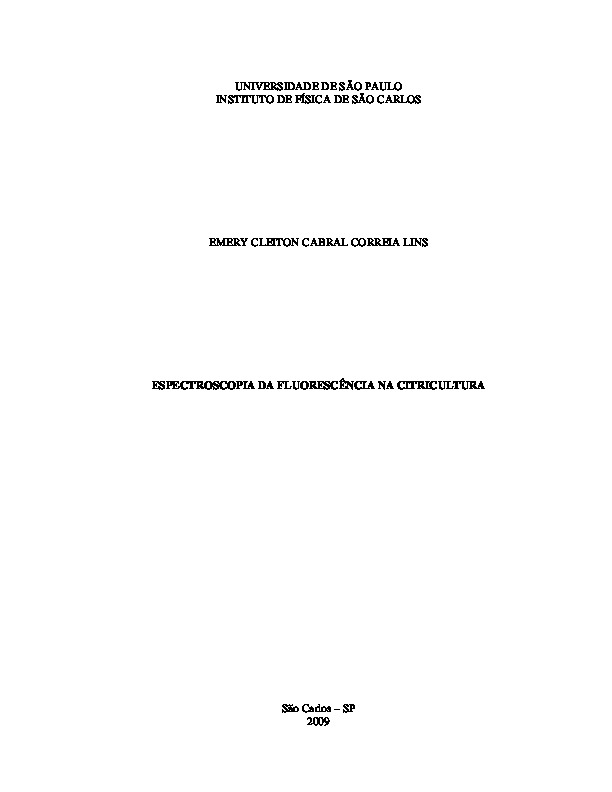 UNIVERSIDADE DE SÃO PAULO
INSTITUTO DE FÍSICA DE SÃO CARLOS
EMERY CLEITON CABRAL CORREIA LINS
ESPECTROSCOPIA DA FLUORESCÊNCIA NA CITRICULTURA
São Carlos – SP
2009